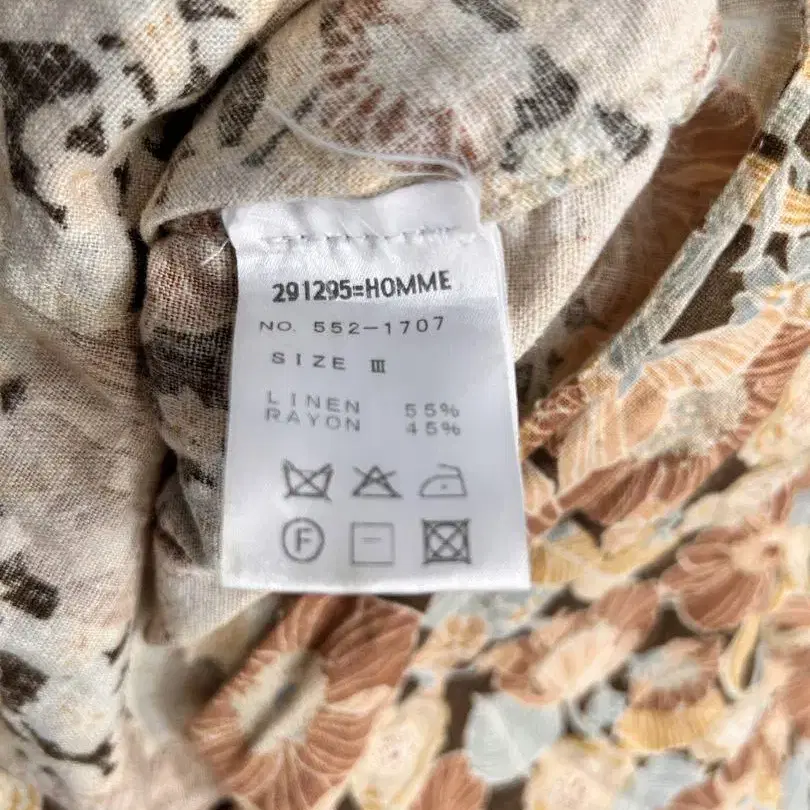 291295=HOMME
NO. 552-1707
SIZE Ⅲ
LINEN 55%
RAYON 45%
F